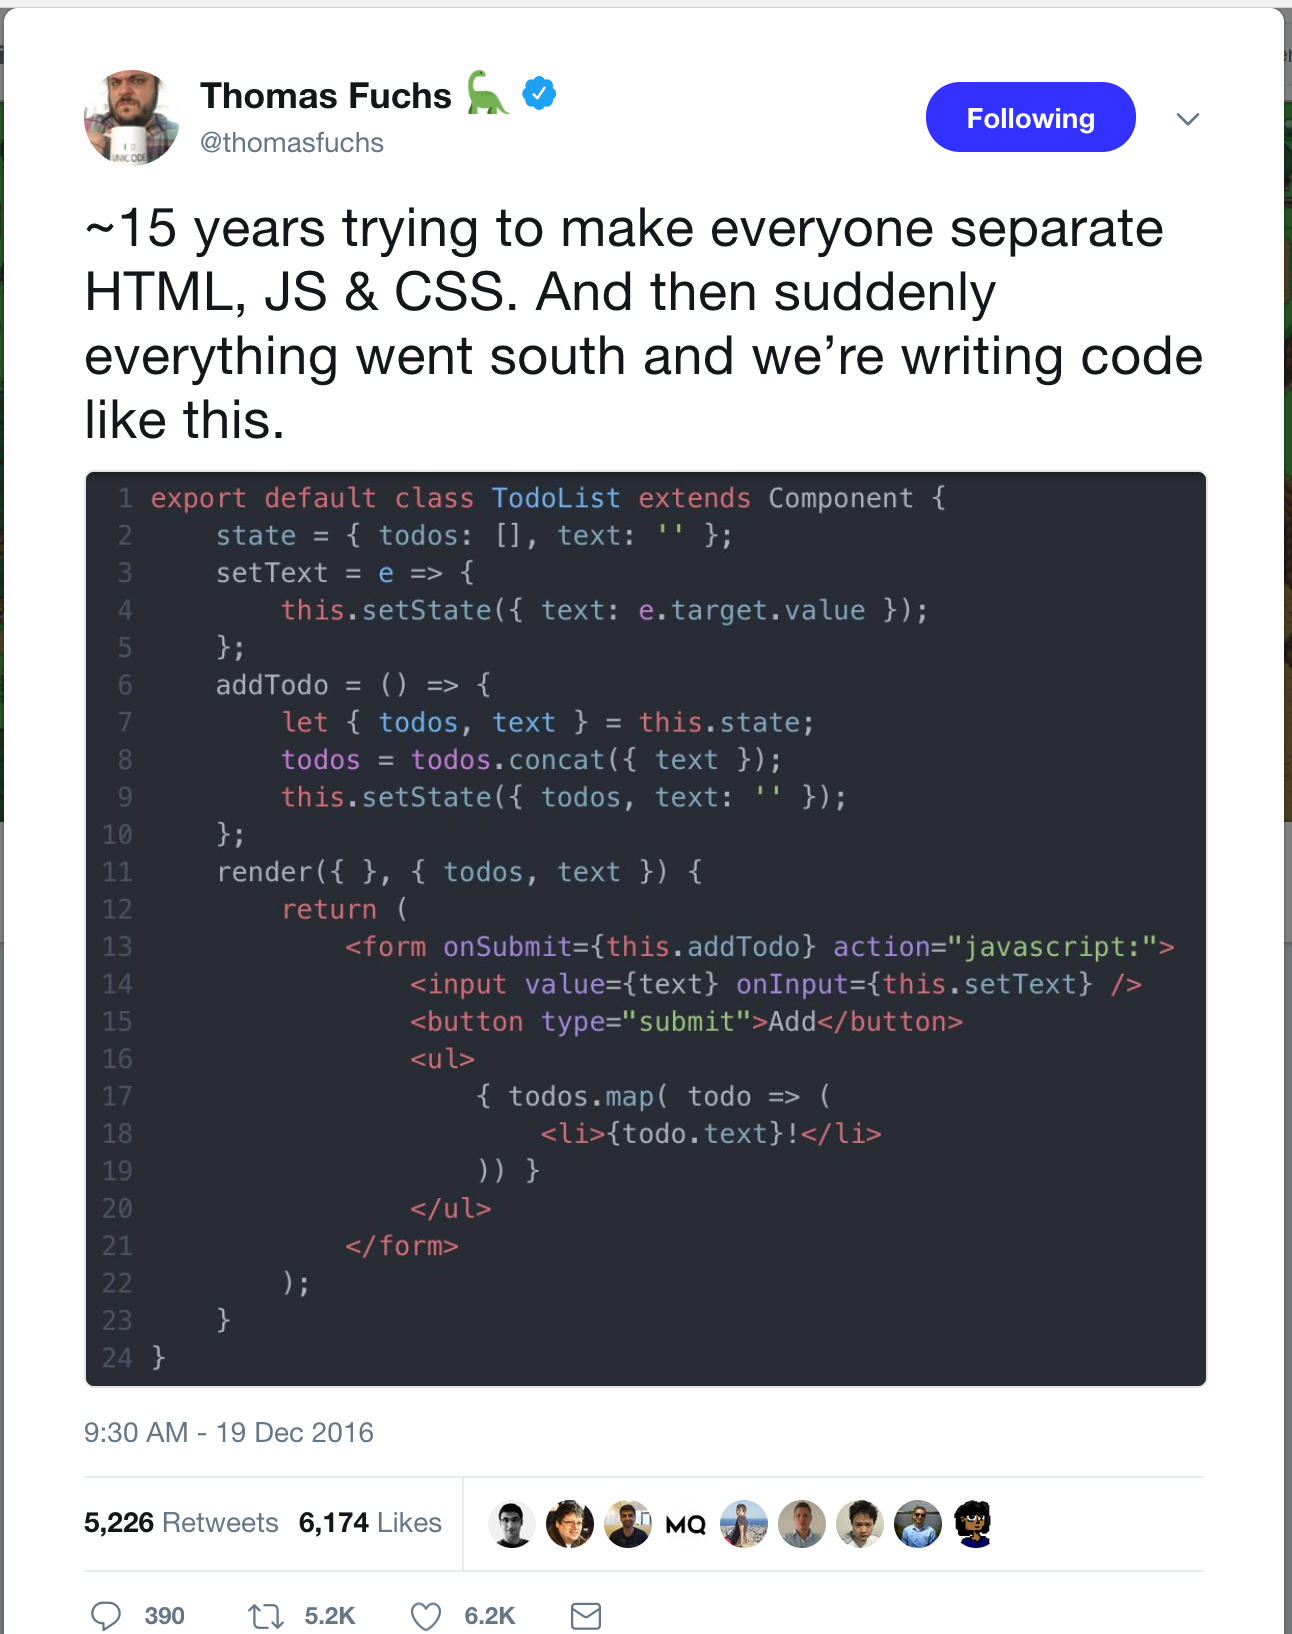 Thomas Fuchs
@thomasfuchs
Following
~15 years trying to make everyone separate
HTML, JS & CSS. And then suddenly
everything went south and we’re writing code
like this.
1 export default class TodoList extends Component {
2     state = { todos: [], text: '' };
3     setText = e => {
4         this.setState({ text: e.target.value });
5     };
6     addTodo = () => {
7         let { todos, text } = this.state;
8         todos = todos.concat({ text });
9         this.setState({ todos, text: '' });
10     };
11     render({ }, { todos, text }) {
12         return (
13             <form onSubmit={this.addTodo} action="javascript:">
14                 <input value={text} onInput={this.setText} />
15                 <button type="submit">Add</button>
16                 <ul>
17                     { todos.map( todo => (
18                         <li>{todo.text}!</li>
19                     )) }
20                 </ul>
21             </form>
22         );
23     }
24 }
9:30 AM - 19 Dec 2016
5,226 Retweets 6,174 Likes
MQ
390 5.2K 6.2K